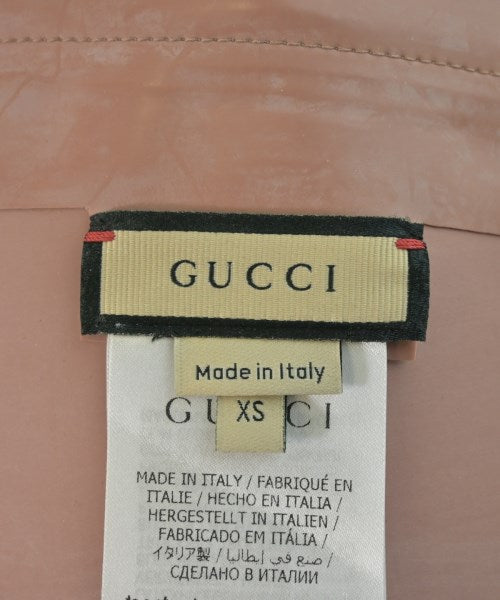 GUCCI
Made in Italy
GUCCI
XS
MADE IN ITALY / FABRIQUÉ EN
ITALIE / HECHO EN ITALIA /
HERGESTELLT IN ITALIEN /
FABRICADO EM ITÁLIA /
イタリア製 / صنع في إيطاليا /
СДЕЛАНО В ИТАЛИИ